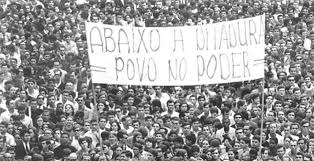 ABAIXO A DITADURA
= POVO NO PODER =